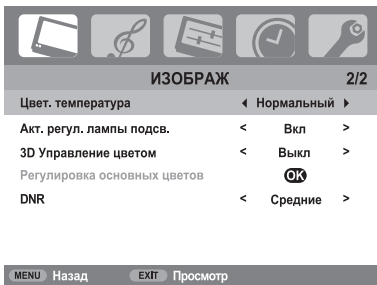 ИЗОБРАЖ 2/2
Цвет. температура Нормальный
Акт. регул. лампы подсв. < Вкл >
3D Управление цветом < Выкл >
Регулировка основных цветов OK
DNR < Средние >
MENU Назад EXIT Просмотр